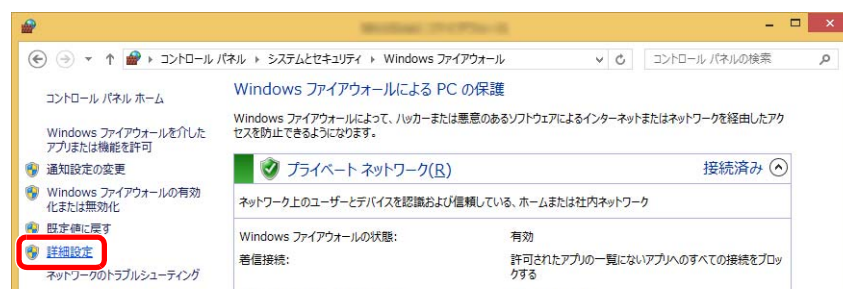 コントロール パネル ▸ システムとセキュリティ ▸ Windows ファイアウォール
コントロール パネルの検索
コントロール パネル ホーム
Windows ファイアウォールを介した
アプリまたは機能を許可
通知設定の変更
Windows ファイアウォールの有効
化または無効化
既定値に戻す
詳細設定
ネットワークのトラブルシューティング
Windows ファイアウォールによる PC の保護
Windows ファイアウォールによって、ハッカーまたは悪意のあるソフトウェアによるインターネットまたはネットワークを経由したアク
セスを防止できるようになります。
プライベート ネットワーク(R) 接続済み
ネットワーク上のユーザーとデバイスを認識および信頼している、ホームまたは社内ネットワーク
Windows ファイアウォールの状態: 有効
着信接続: 許可されたアプリの一覧にないアプリへのすべての接続をブロッ
クする